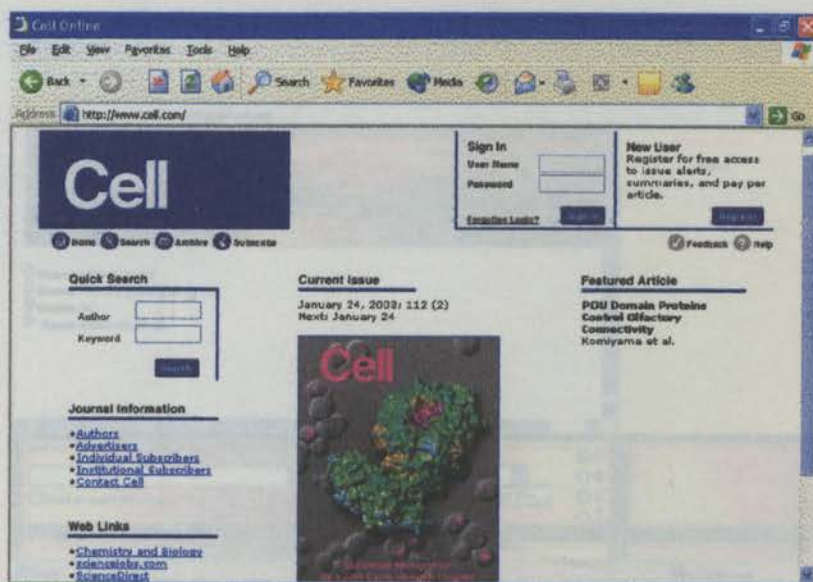 Cell Online
File Edit View Favorites Tools Help
Back Search Favorites Media
Address http://www.cell.com/ Go
Cell
Sign In
User Name
Password
Forgotten Login?
Sign In
New User
Register for free access
to issue alerts,
summaries, and pay per
article.
Register
Home Search Archive Subscribe
Feedback Help
Quick Search
Author
Keyword
Search
Current Issue
January 24, 2003; 112 (2)
Next: January 24
Cell
Featured Article
POU Domain Proteins
Control Olfactory
Connectivity
Komiyama et al.
Journal Information
Authors
Advertisers
Individual Subscribers
Institutional Subscribers
Contact Cell
Web Links
Chemistry and Biology
sciencejobs.com
ScienceDirect